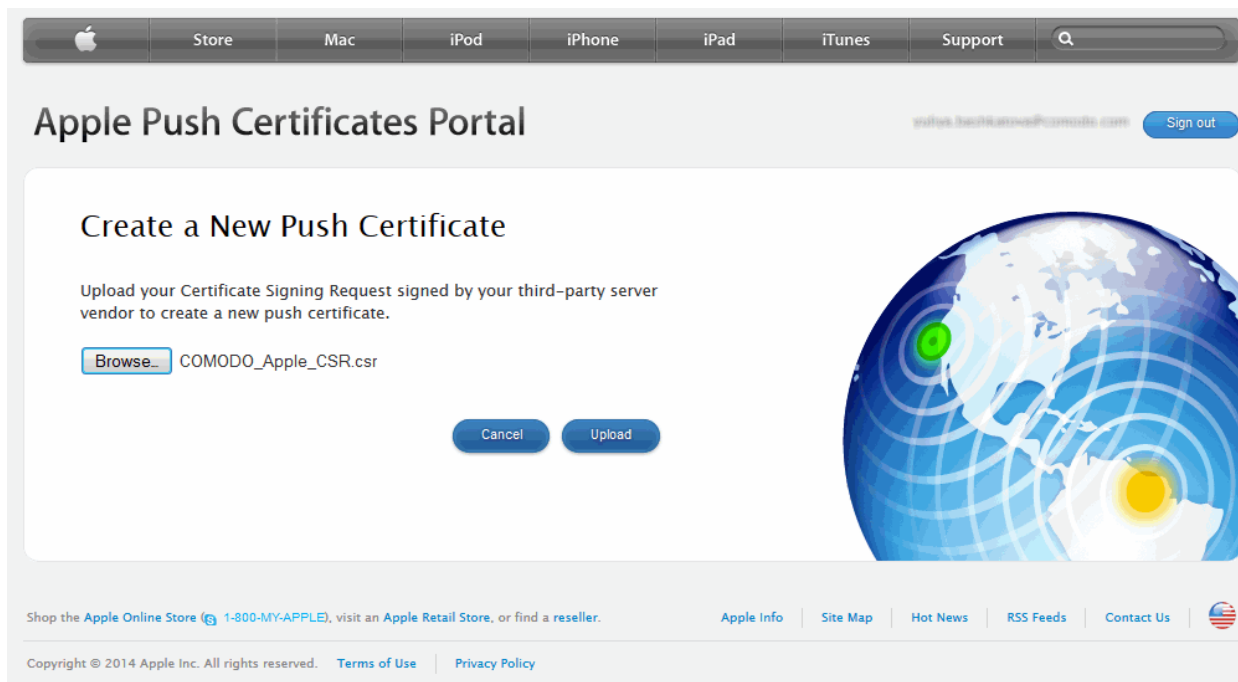 Store Mac iPod iPhone iPad iTunes Support
Apple Push Certificates Portal
Sign out
Create a New Push Certificate
Upload your Certificate Signing Request signed by your third-party server
vendor to create a new push certificate.
Browse... COMODO_Apple_CSR.csr
Cancel Upload
Shop the Apple Online Store (1-800-MY-APPLE), visit an Apple Retail Store, or find a reseller. Apple Info Site Map Hot News RSS Feeds Contact Us
Copyright © 2014 Apple Inc. All rights reserved. Terms of Use Privacy Policy